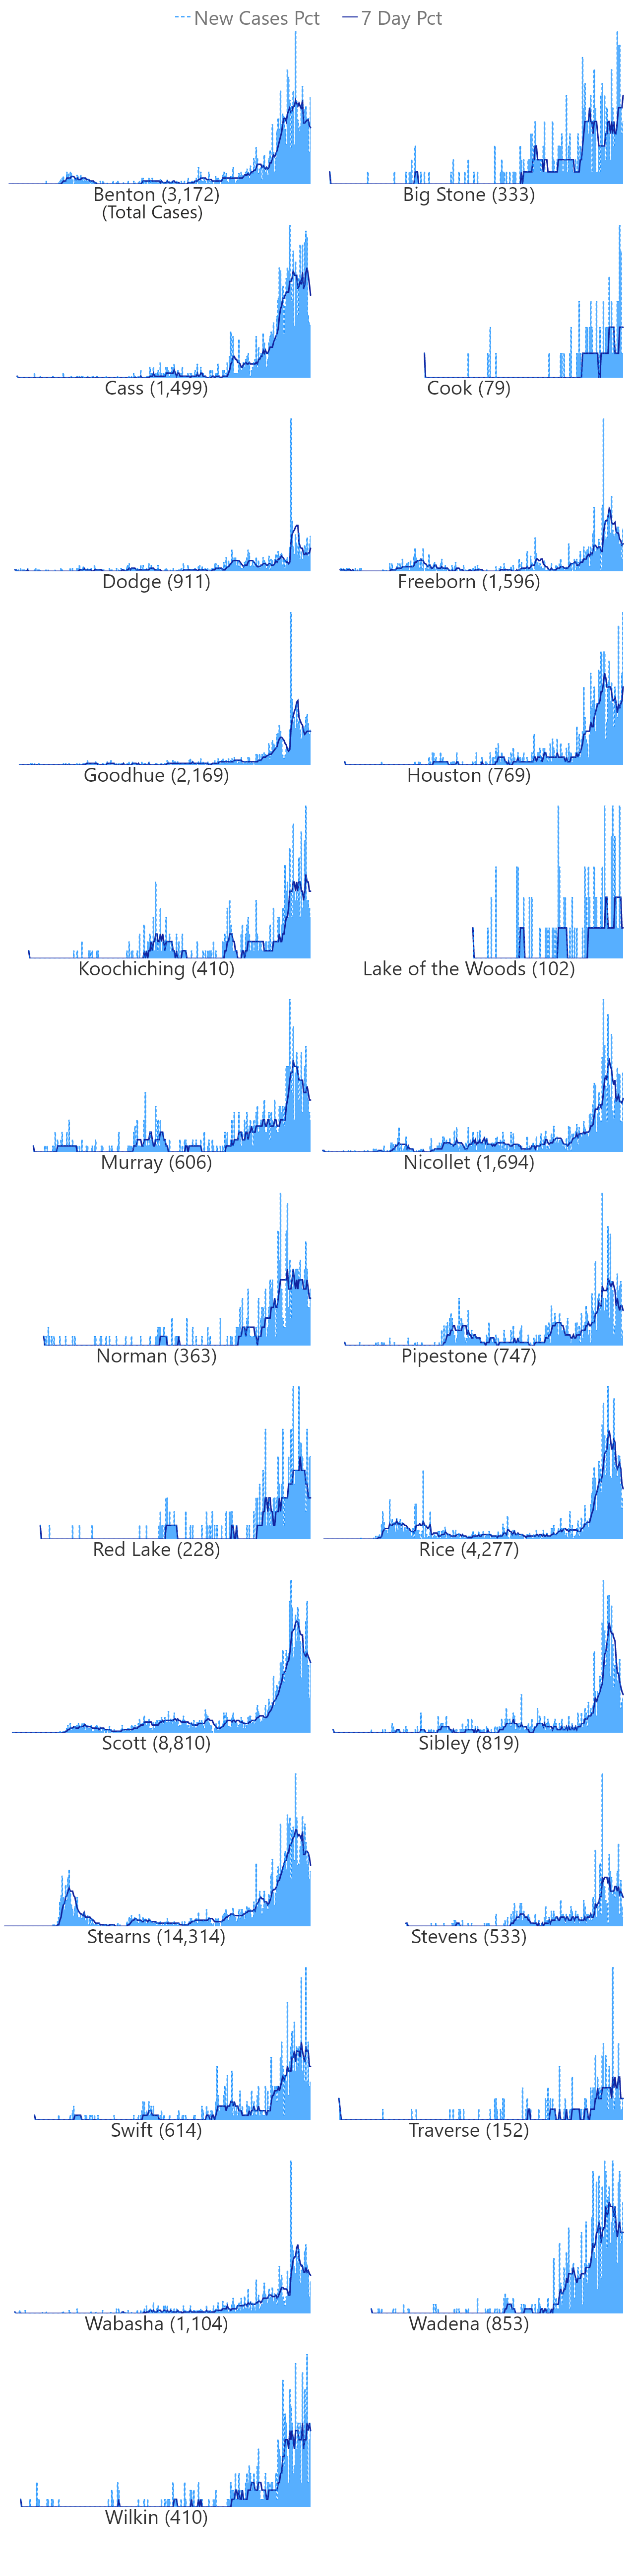 New Cases Pct 7 Day Pct
Benton (3,172) Big Stone (333)
(Total Cases)
Cass (1,499) Cook (79)
Dodge (911) Freeborn (1,596)
Goodhue (2,169) Houston (769)
Koochiching (410) Lake of the Woods (102)
Murray (606) Nicollet (1,694)
Norman (363) Pipestone (747)
Red Lake (228) Rice (4,277)
Scott (8,810) Sibley (819)
Stearns (14,314) Stevens (533)
Swift (614) Traverse (152)
Wabasha (1,104) Wadena (853)
Wilkin (410)